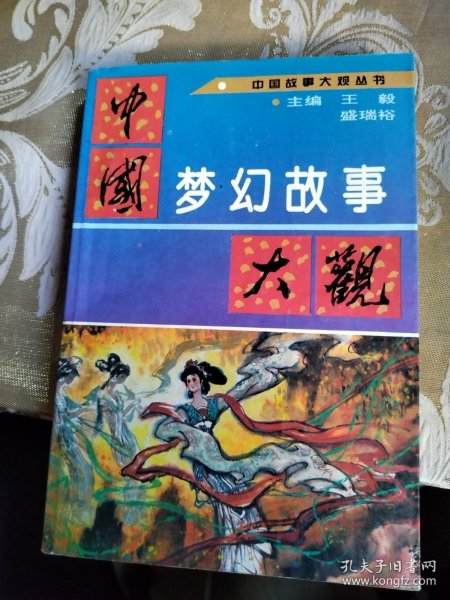 中国故事大观丛书
主编 王毅
盛瑞裕
中
國
梦幻故事
大觀
孔夫子旧书网
www.kongfz.com